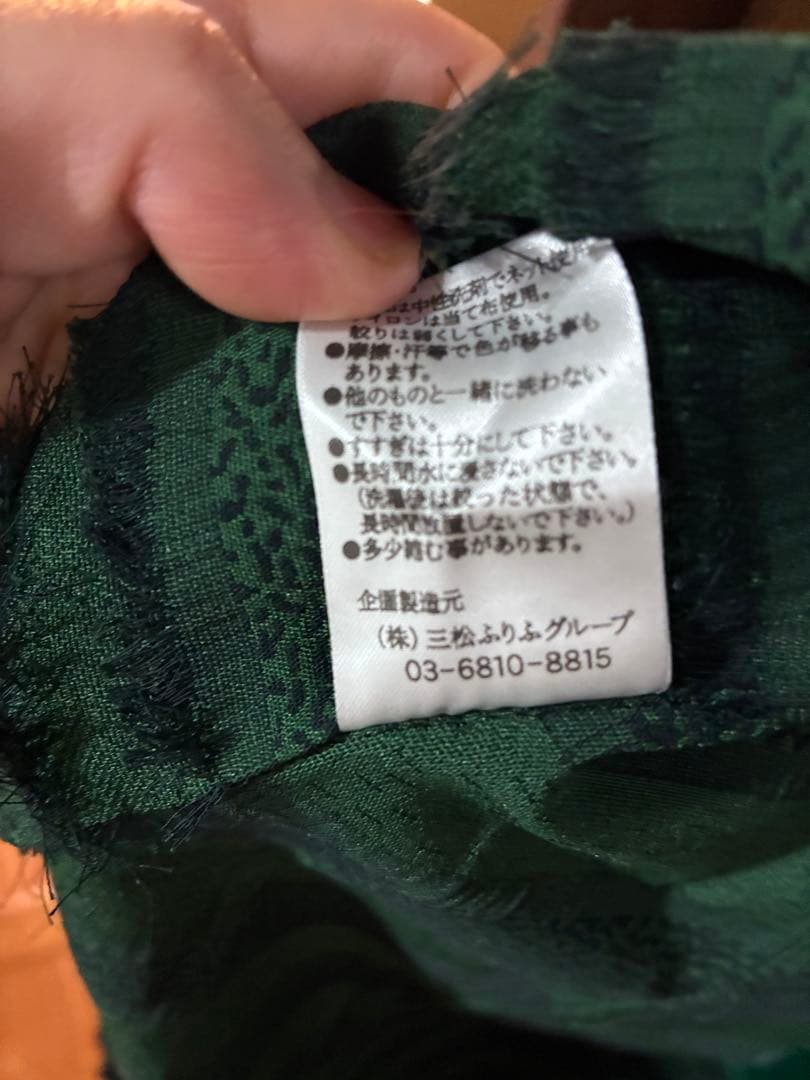 は中性洗剤でネット使用
アイロンは当て布使用。
絞りは弱くして下さい。
●摩擦・汗等で色が移る事も
あります。
●他のものと一緒に洗わない
で下さい。
●すすぎは十分にして下さい。
●長時間水に浸さないで下さい。
(洗濯後は絞った状態で、
長時間放置しないで下さい。)
●多少縮む事があります。
企画製造元
(株)三松ふりふグループ
03-6810-8815